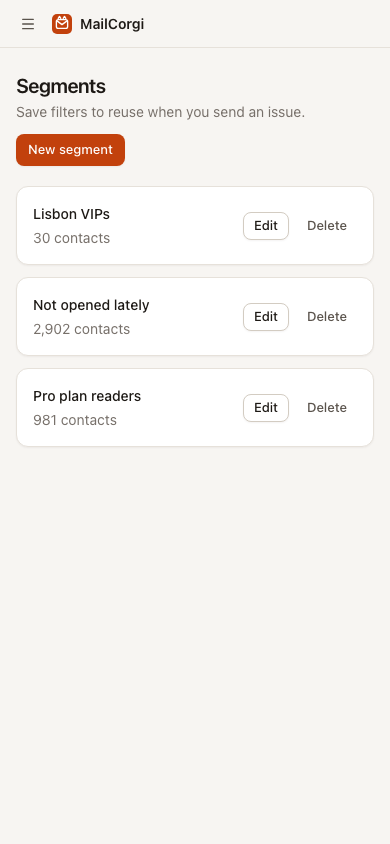 MailCorgi
Segments
Save filters to reuse when you send an issue.
New segment
Lisbon VIPs
30 contacts
Edit
Delete
Not opened lately
2,902 contacts
Edit
Delete
Pro plan readers
981 contacts
Edit
Delete